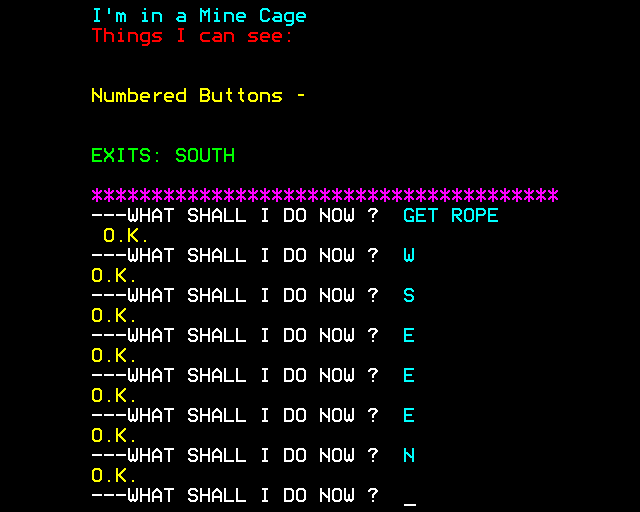 I'm in a Mine Cage
Things I can see:
Numbered Buttons -
EXITS: SOUTH
***************************************
---WHAT SHALL I DO NOW ? GET ROPE
O.K.
---WHAT SHALL I DO NOW ? W
O.K.
---WHAT SHALL I DO NOW ? S
O.K.
---WHAT SHALL I DO NOW ? E
O.K.
---WHAT SHALL I DO NOW ? E
O.K.
---WHAT SHALL I DO NOW ? E
O.K.
---WHAT SHALL I DO NOW ? N
O.K.
---WHAT SHALL I DO NOW ? _